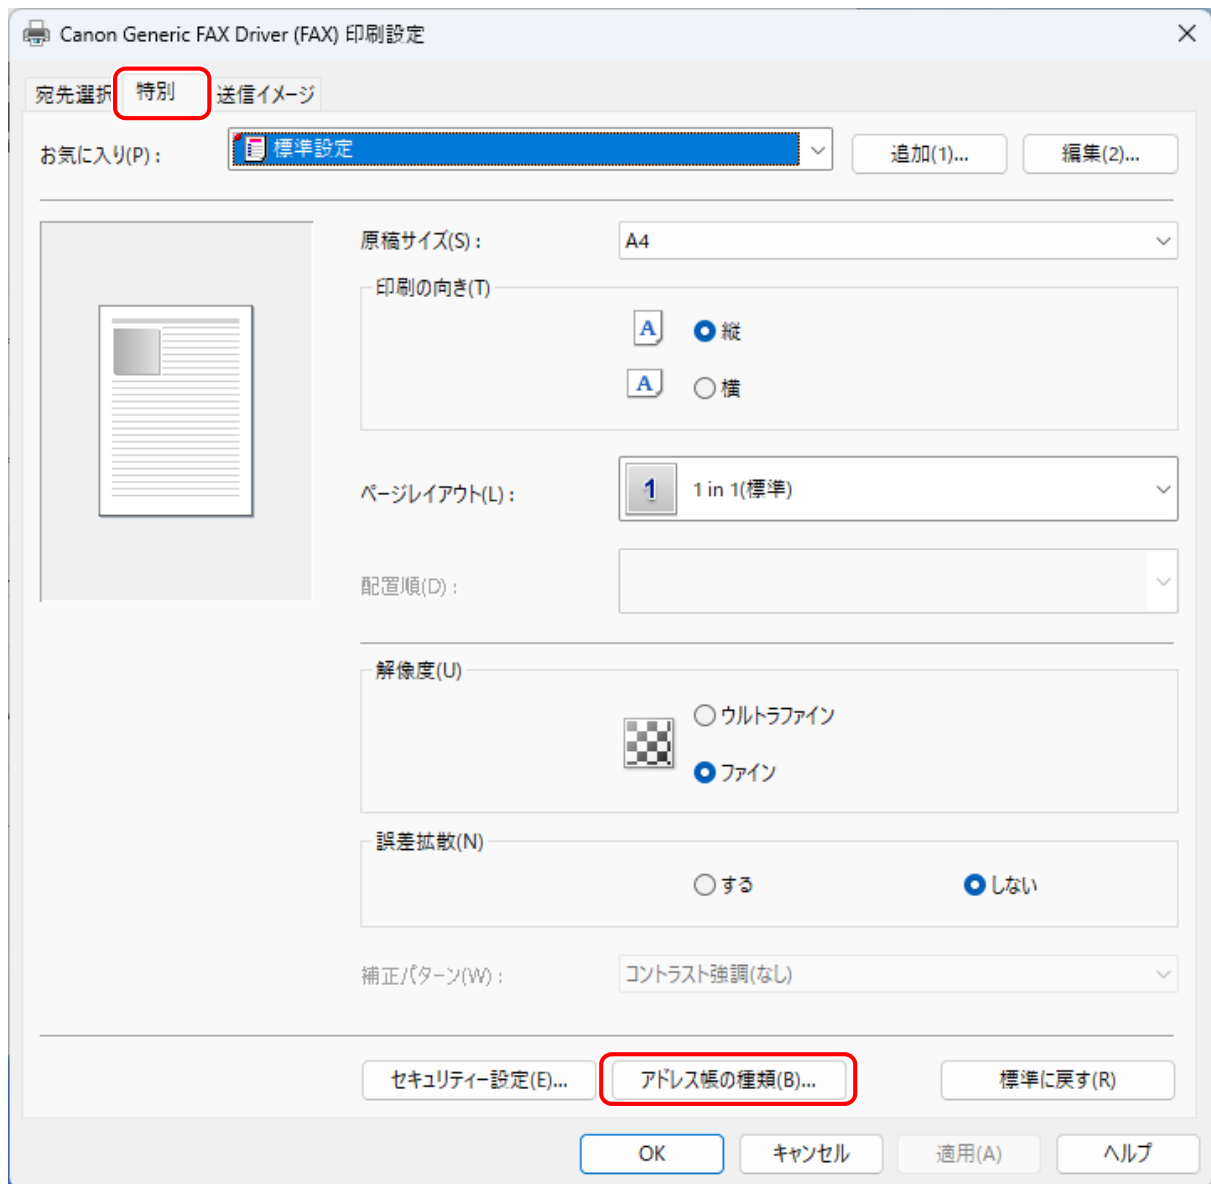 Canon Generic FAX Driver (FAX) 印刷設定
宛先選択 特別 送信イメージ
お気に入り(P): 標準設定 追加(1)... 編集(2)...
原稿サイズ(S): A4
印刷の向き(T)
A 縦
A 横
ページレイアウト(L): 1 1 in 1(標準)
配置順(D):
解像度(U)
ウルトラファイン
ファイン
誤差拡散(N)
する しない
補正パターン(W): コントラスト強調(なし)
セキュリティー設定(E)... アドレス帳の種類(B)... 標準に戻す(R)
OK キャンセル 適用(A) ヘルプ